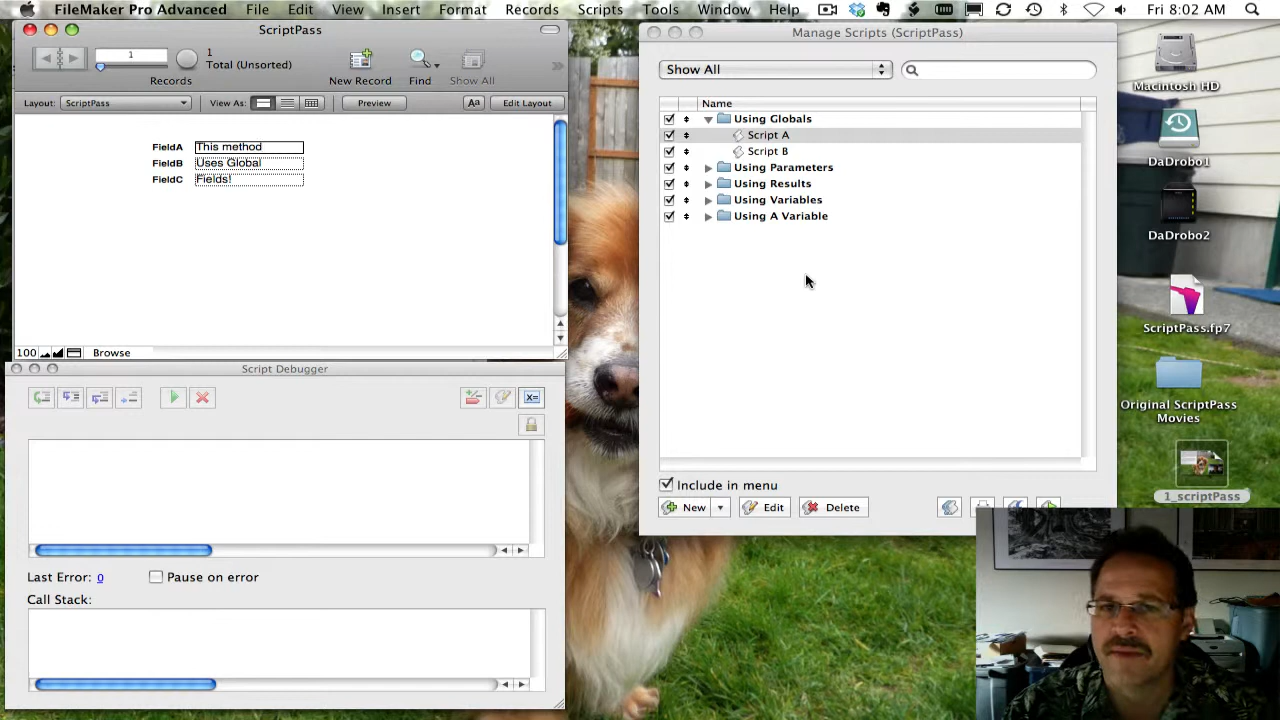 FileMaker Pro Advanced File Edit View Insert Format Records Scripts Tools Window Help Fri 8:02 AM
ScriptPass
1
1
Total (Unsorted)
Records
New Record
Find
Show All
Layout: ScriptPass
View As:
Preview
Aa
Edit Layout
FieldA This method
FieldB Uses Global
FieldC Fields!
100
Browse
Script Debugger
Last Error: 0
Pause on error
Call Stack:
Manage Scripts (ScriptPass)
Show All
Name
Using Globals
Script A
Script B
Using Parameters
Using Results
Using Variables
Using A Variable
Include in menu
New
Edit
Delete
Macintosh HD
DaDrobo1
DaDrobo2
ScriptPass.fp7
Original ScriptPass
Movies
1_scriptPass